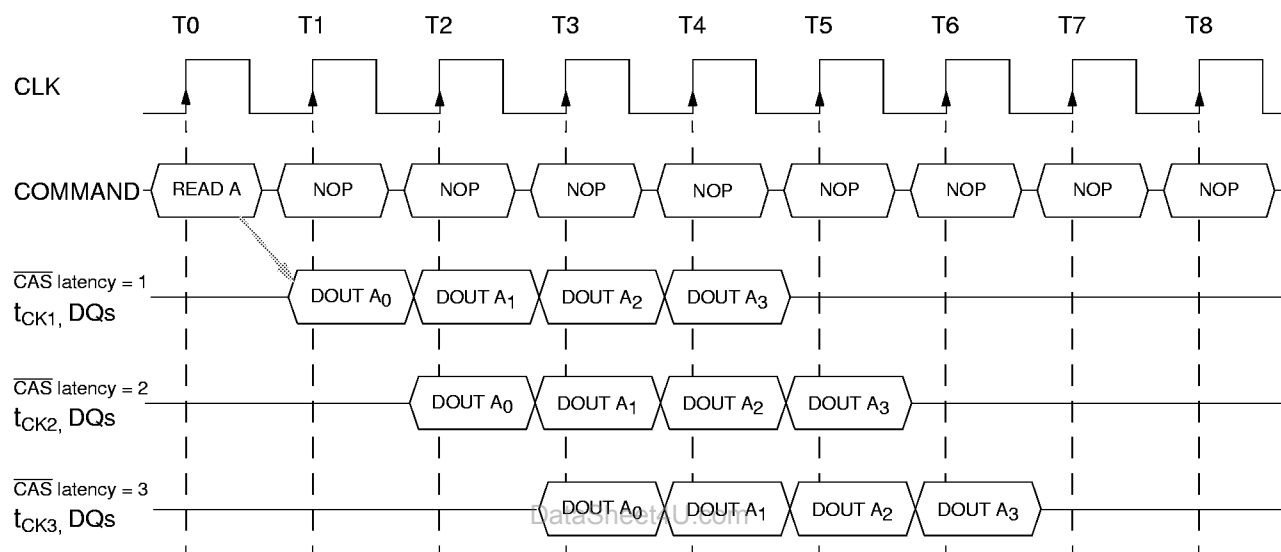 T0 T1 T2 T3 T4 T5 T6 T7 T8
CLK
COMMAND READ A NOP NOP NOP NOP NOP NOP NOP NOP
CAS latency = 1
tCK1, DQs DOUT A0 DOUT A1 DOUT A2 DOUT A3
CAS latency = 2
tCK2, DQs DOUT A0 DOUT A1 DOUT A2 DOUT A3
CAS latency = 3
tCK3, DQs DOUT A0 DOUT A1 DOUT A2 DOUT A3
DataSheet4U.com